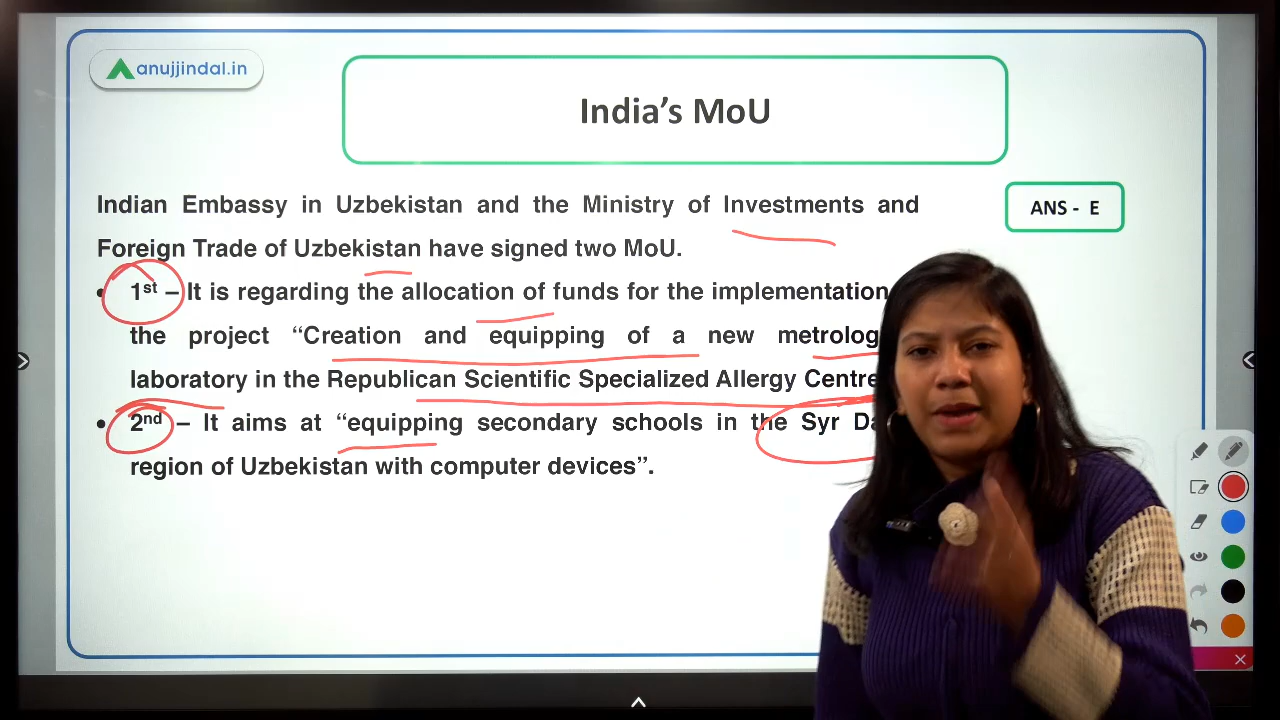 anujjindal.in
India’s MoU
Indian Embassy in Uzbekistan and the Ministry of Investments and
ANS - E
Foreign Trade of Uzbekistan have signed two MoU.
• 1st – It is regarding the allocation of funds for the implementation
the project “Creation and equipping of a new
laboratory in the Republican Scientific Specialized Allergy Centre
• 2nd – It aims at “equipping secondary schools in the Syr
region of Uzbekistan with computer devices”.